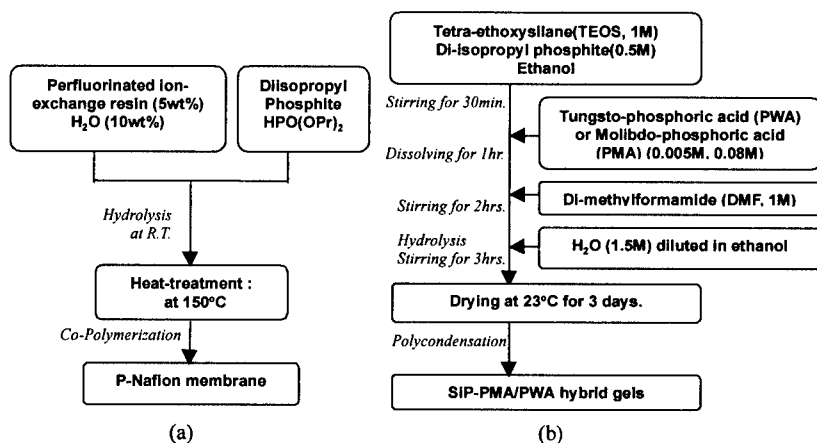 Perfluorinated ion-
exchange resin (5wt%)
H₂O (10wt%)
Diisopropyl
Phosphite
HPO(OPr)₂
Hydrolysis
at R.T.
Heat-treatment :
at 150°C
Co-Polymerization
P-Nafion membrane
(a)
Tetra-ethoxysilane(TEOS, 1M)
Di-isopropyl phosphite(0.5M)
Ethanol
Stirring for 30min.
Tungsto-phosphoric acid (PWA)
or Molibdo-phosphoric acid
(PMA) (0.005M, 0.08M)
Dissolving for 1hr.
Di-methylformamide (DMF, 1M)
Stirring for 2hrs.
Hydrolysis
Stirring for 3hrs.
H₂O (1.5M) diluted in ethanol
Drying at 23°C for 3 days.
Polycondensation
SiP-PMA/PWA hybrid gels
(b)